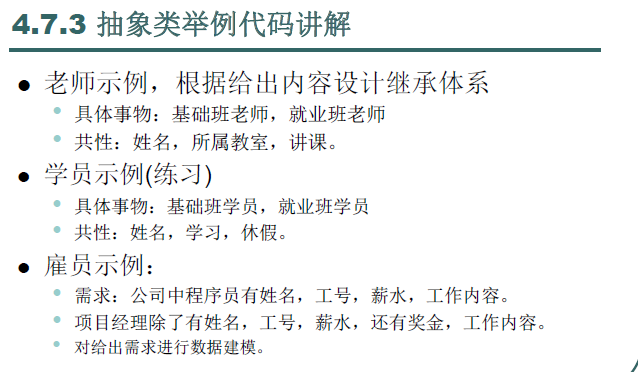 4.7.3 抽象类举例代码讲解
老师示例，根据给出内容设计继承体系
具体事物：基础班老师，就业班老师
共性：姓名，所属教室，讲课。
学员示例(练习)
具体事物：基础班学员，就业班学员
共性：姓名，学习，休假。
雇员示例：
需求：公司中程序员有姓名，工号，薪水，工作内容。
项目经理除了有姓名，工号，薪水，还有奖金，工作内容。
对给出需求进行数据建模。